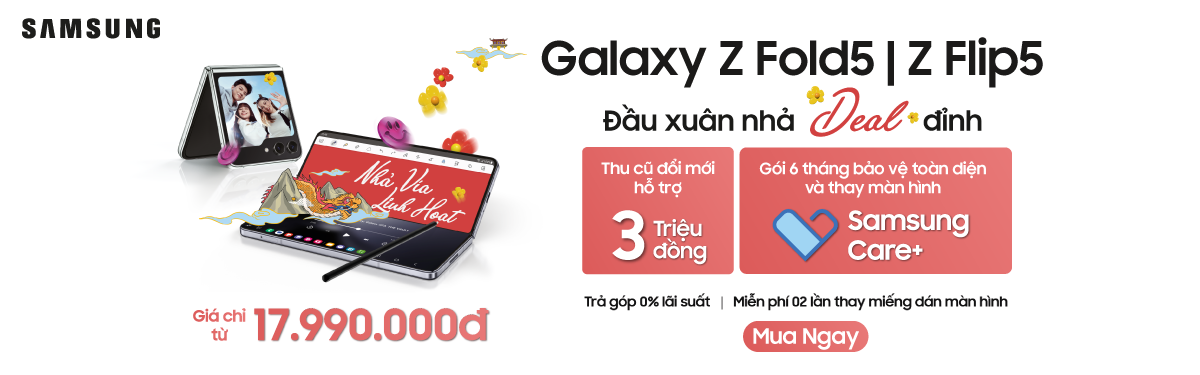 SAMSUNG
Galaxy Z Fold5 | Z Flip5
Đầu xuân nhả Deal đỉnh
Thu cũ đổi mới
hỗ trợ
3 Triệu
đồng
Gói 6 tháng bảo vệ toàn diện
và thay màn hình
Samsung
Care+
Nhả Vía
Linh Hoạt
Giá chỉ
từ 17.990.000đ
Trả góp 0% lãi suất | Miễn phí 02 lần thay miếng dán màn hình
Mua Ngay